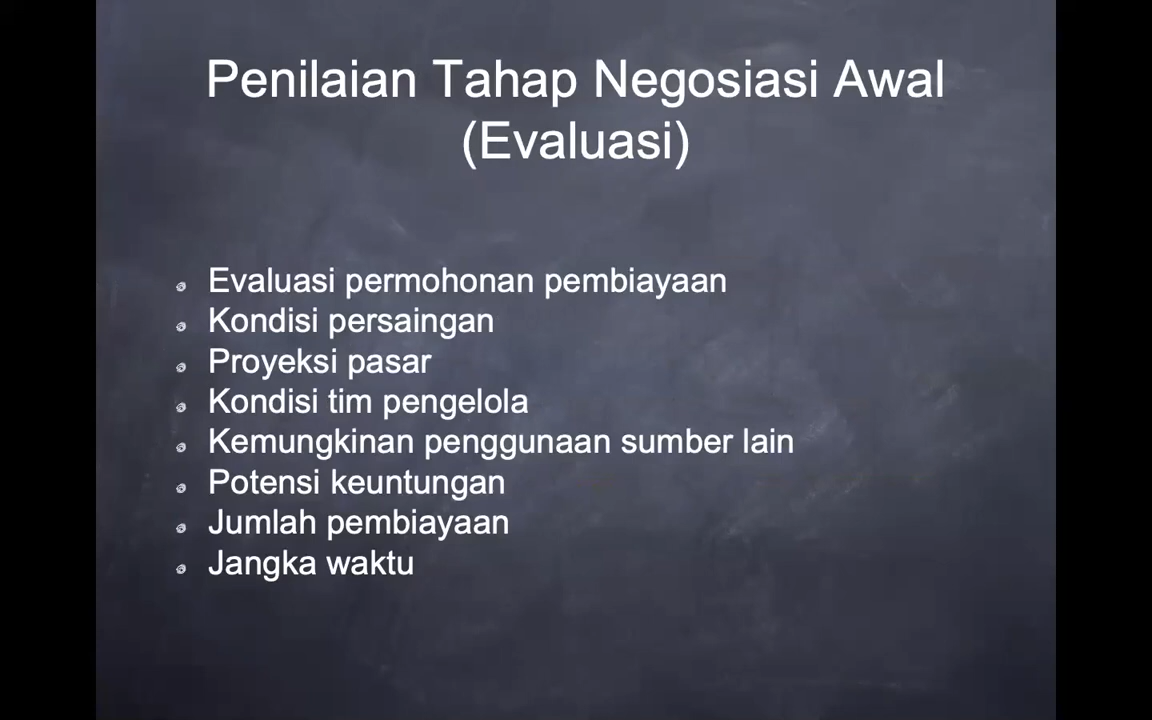 Penilaian Tahap Negosiasi Awal
(Evaluasi)
Evaluasi permohonan pembiayaan
Kondisi persaingan
Proyeksi pasar
Kondisi tim pengelola
Kemungkinan penggunaan sumber lain
Potensi keuntungan
Jumlah pembiayaan
Jangka waktu